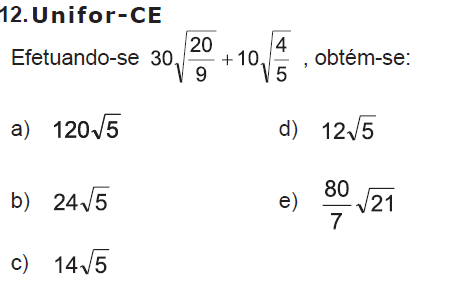 12. Unifor-CE
Efetuando-se 30√(20/9) + 10√(4/5) , obtém-se:
a) 120√5
b) 24√5
c) 14√5
d) 12√5
e) 80/7 √21